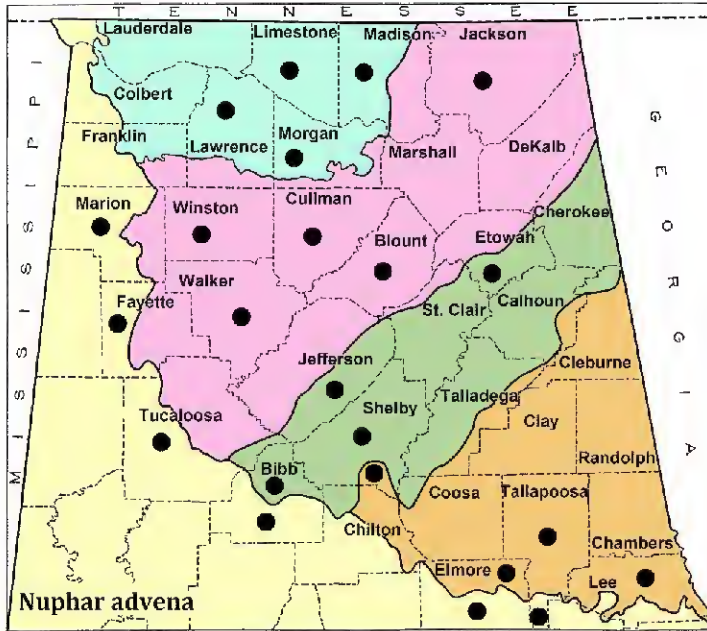 T E N N E S S E E
Lauderdale
Limestone
Madison
Jackson
Colbert
Franklin
Lawrence
Morgan
Marshall
DeKalb
Marion
Winston
Cullman
Cherokee
Blount
Etowah
Walker
Fayette
St. Clair
Calhoun
Jefferson
Cleburne
Shelby
Talladega
Tucaloosa
Clay
Bibb
Randolph
Coosa
Tallapoosa
Chilton
Chambers
Elmore
Lee
M I S S I S S I P P I
G E O R G I A
Nuphar advena